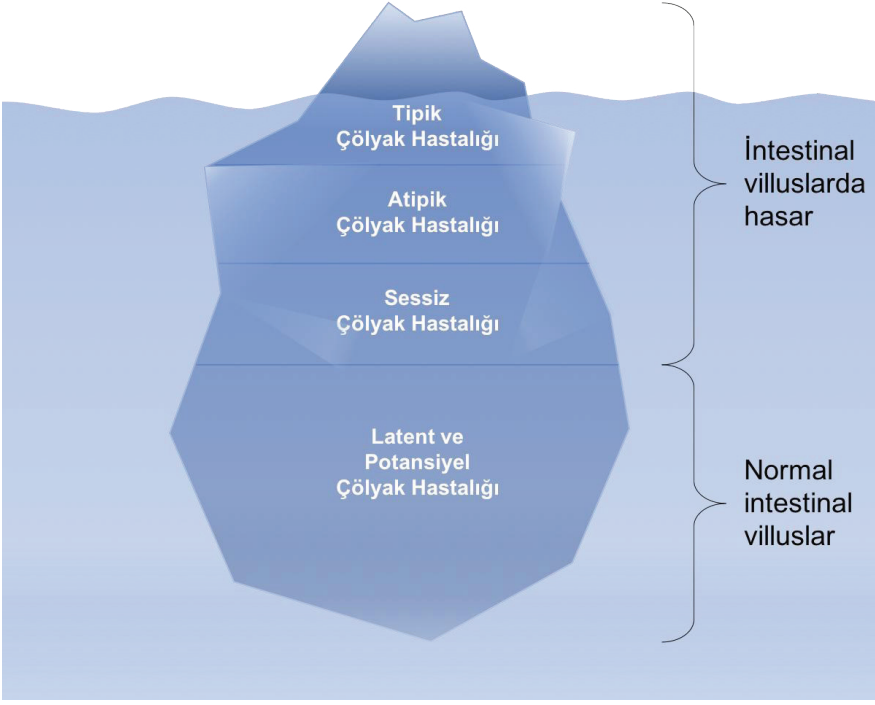 Tipik
Çölyak Hastalığı
Atipik
Çölyak Hastalığı
Sessiz
Çölyak Hastalığı
Latent ve
Potansiyel
Çölyak Hastalığı
İntestinal
villuslarda
hasar
Normal
intestinal
villuslar